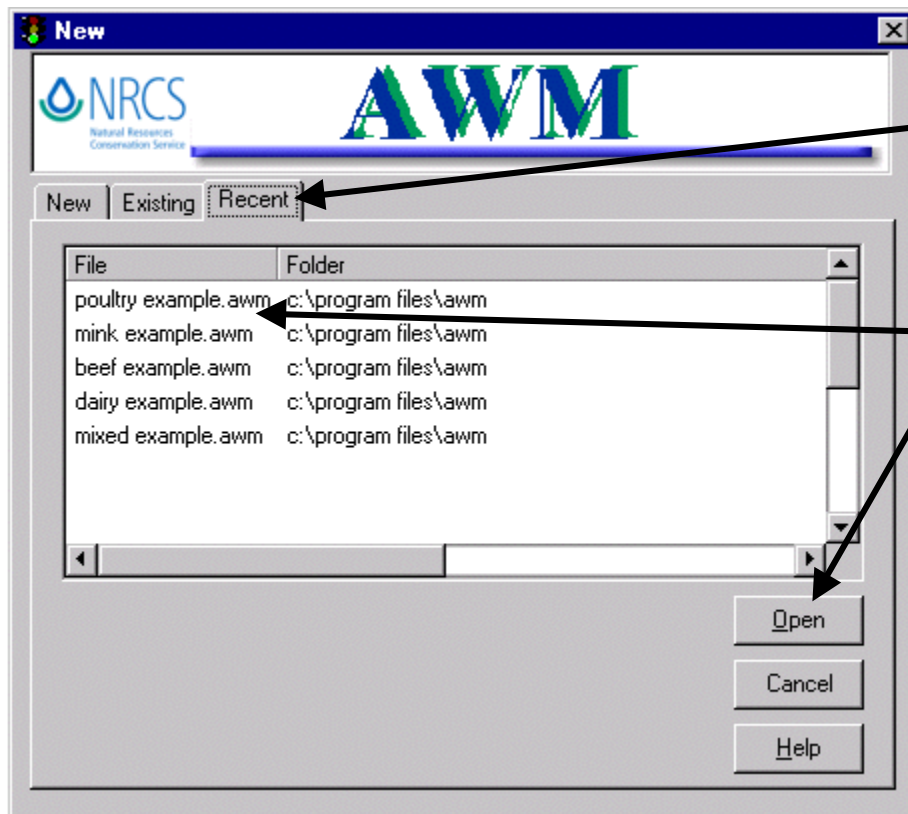 New
NRCS
Natural Resources
Conservation Service
AWM
New Existing Recent
File Folder
poultry example.awm c:\program files\awm
mink example.awm c:\program files\awm
beef example.awm c:\program files\awm
dairy example.awm c:\program files\awm
mixed example.awm c:\program files\awm
Open
Cancel
Help